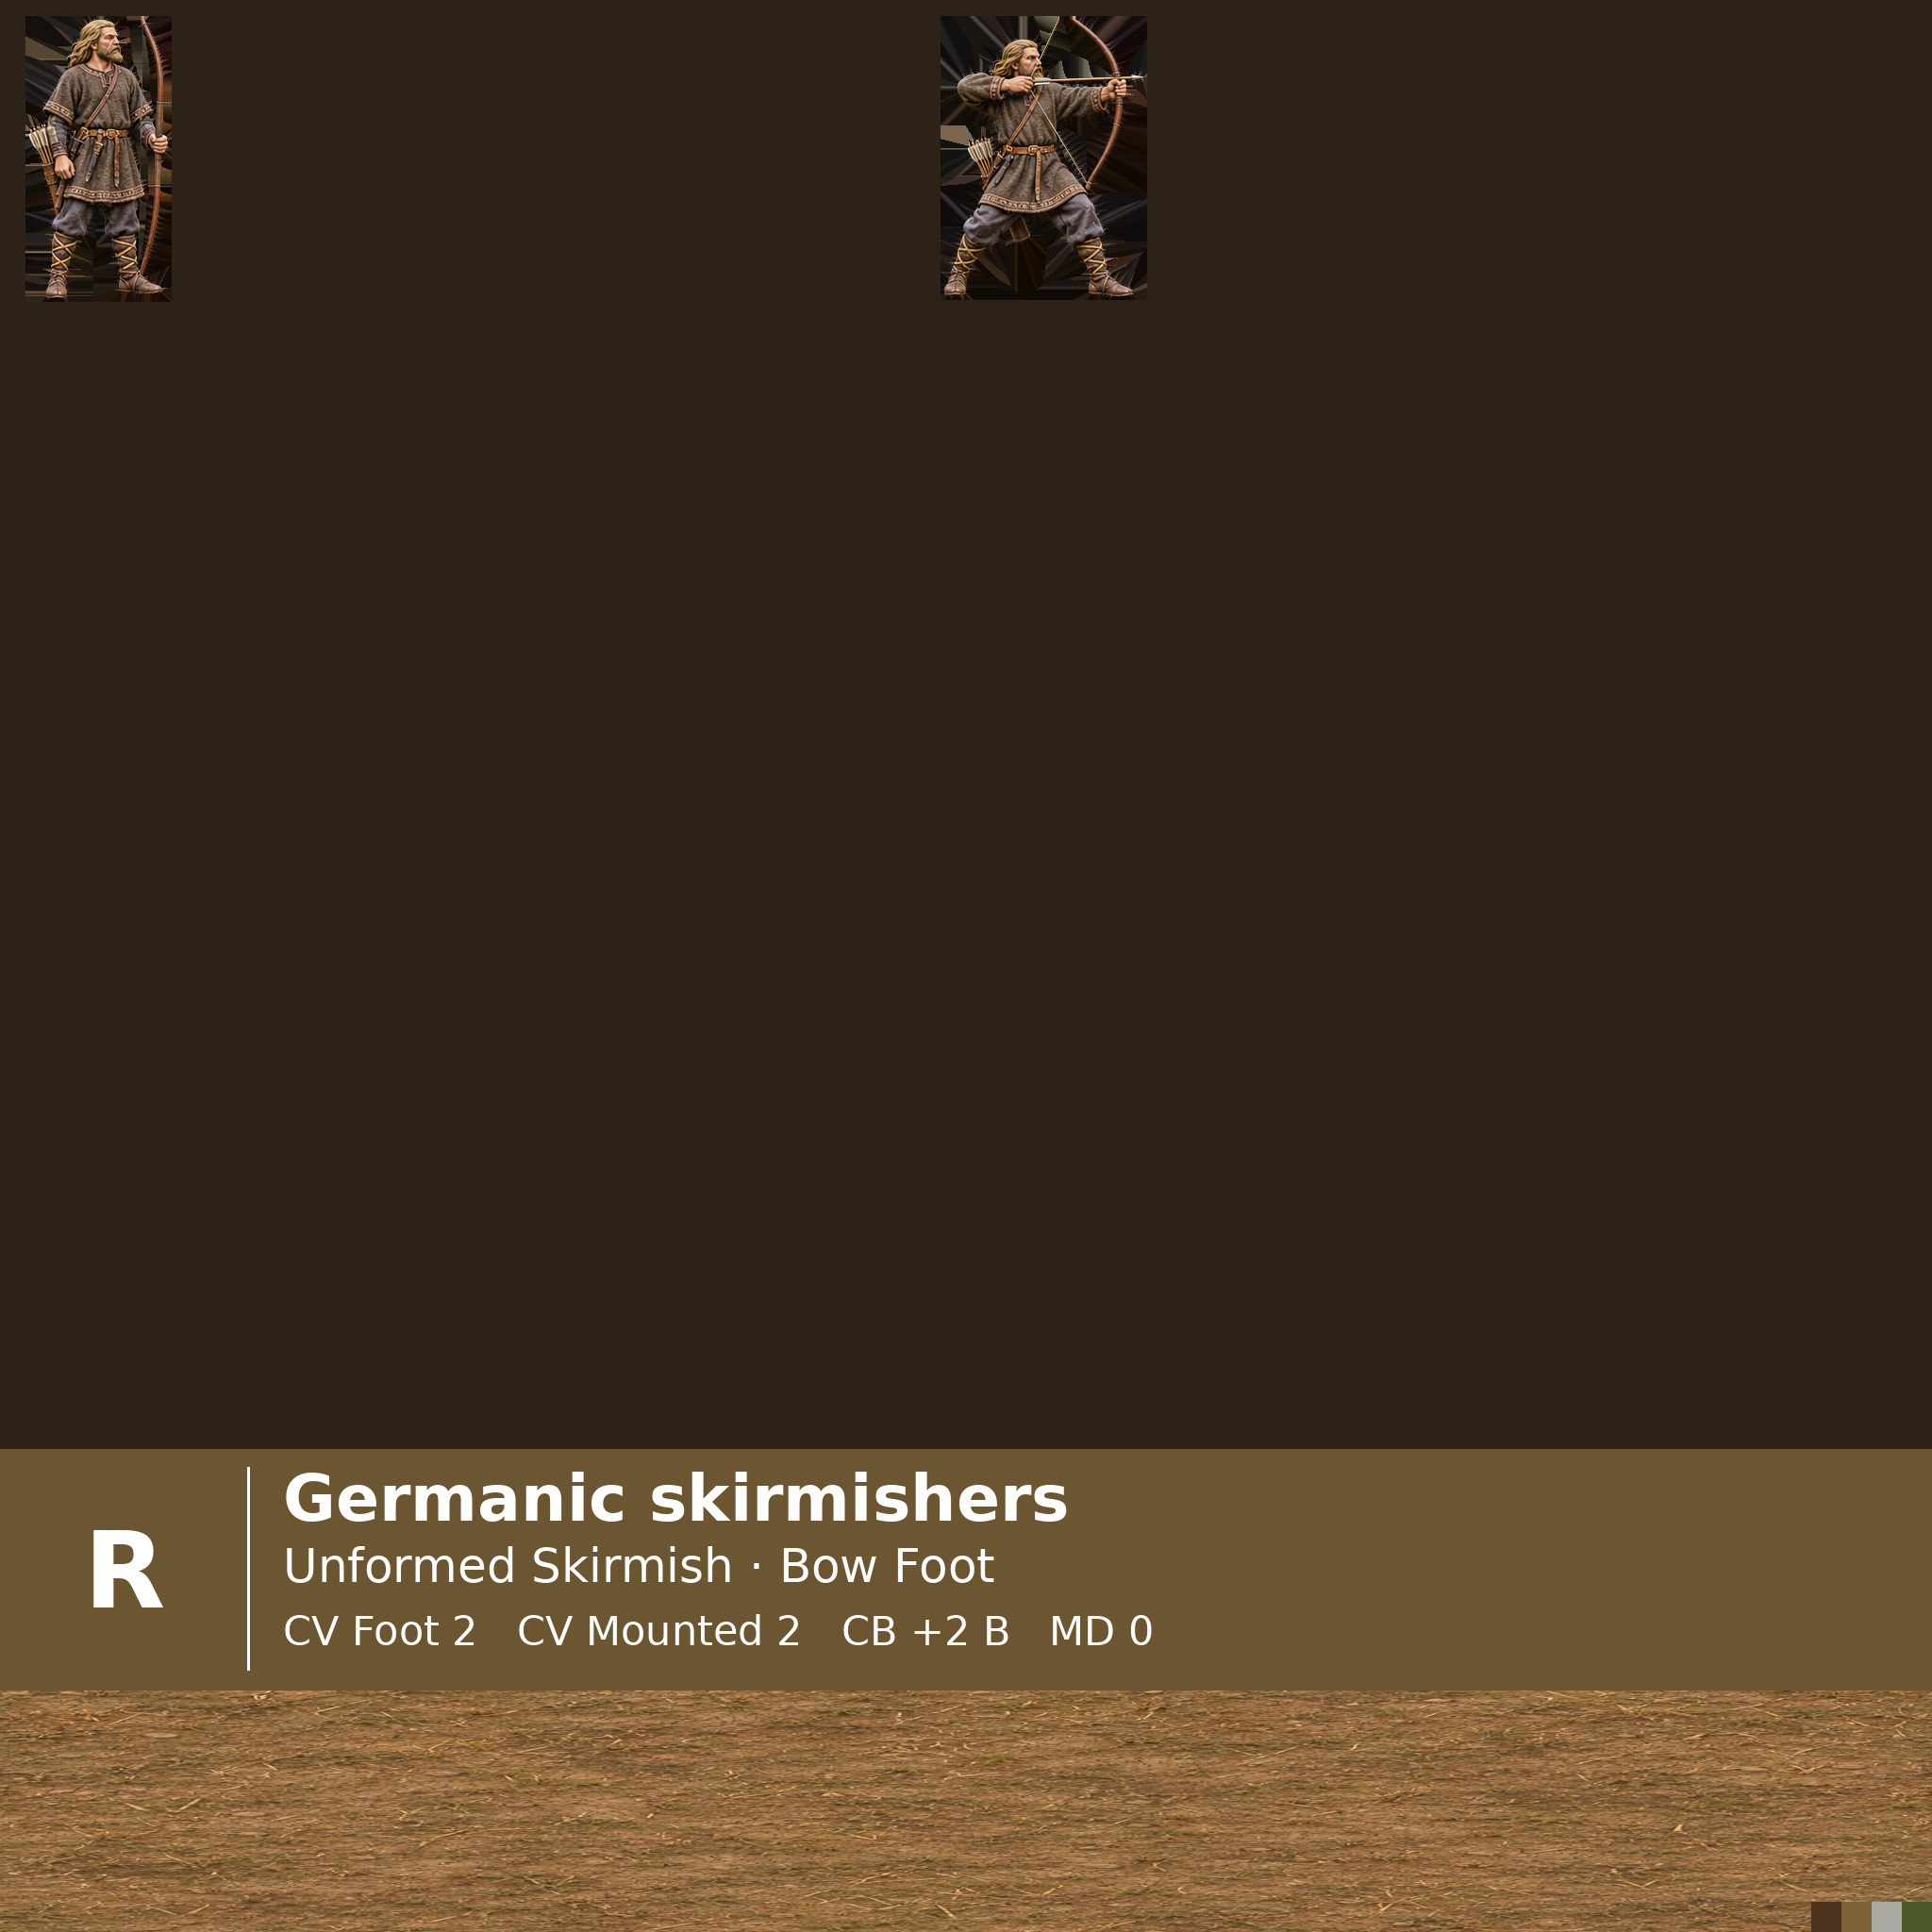 R
Germanic skirmishers
Unformed Skirmish · Bow Foot
CV Foot 2 CV Mounted 2 CB +2 B MD 0